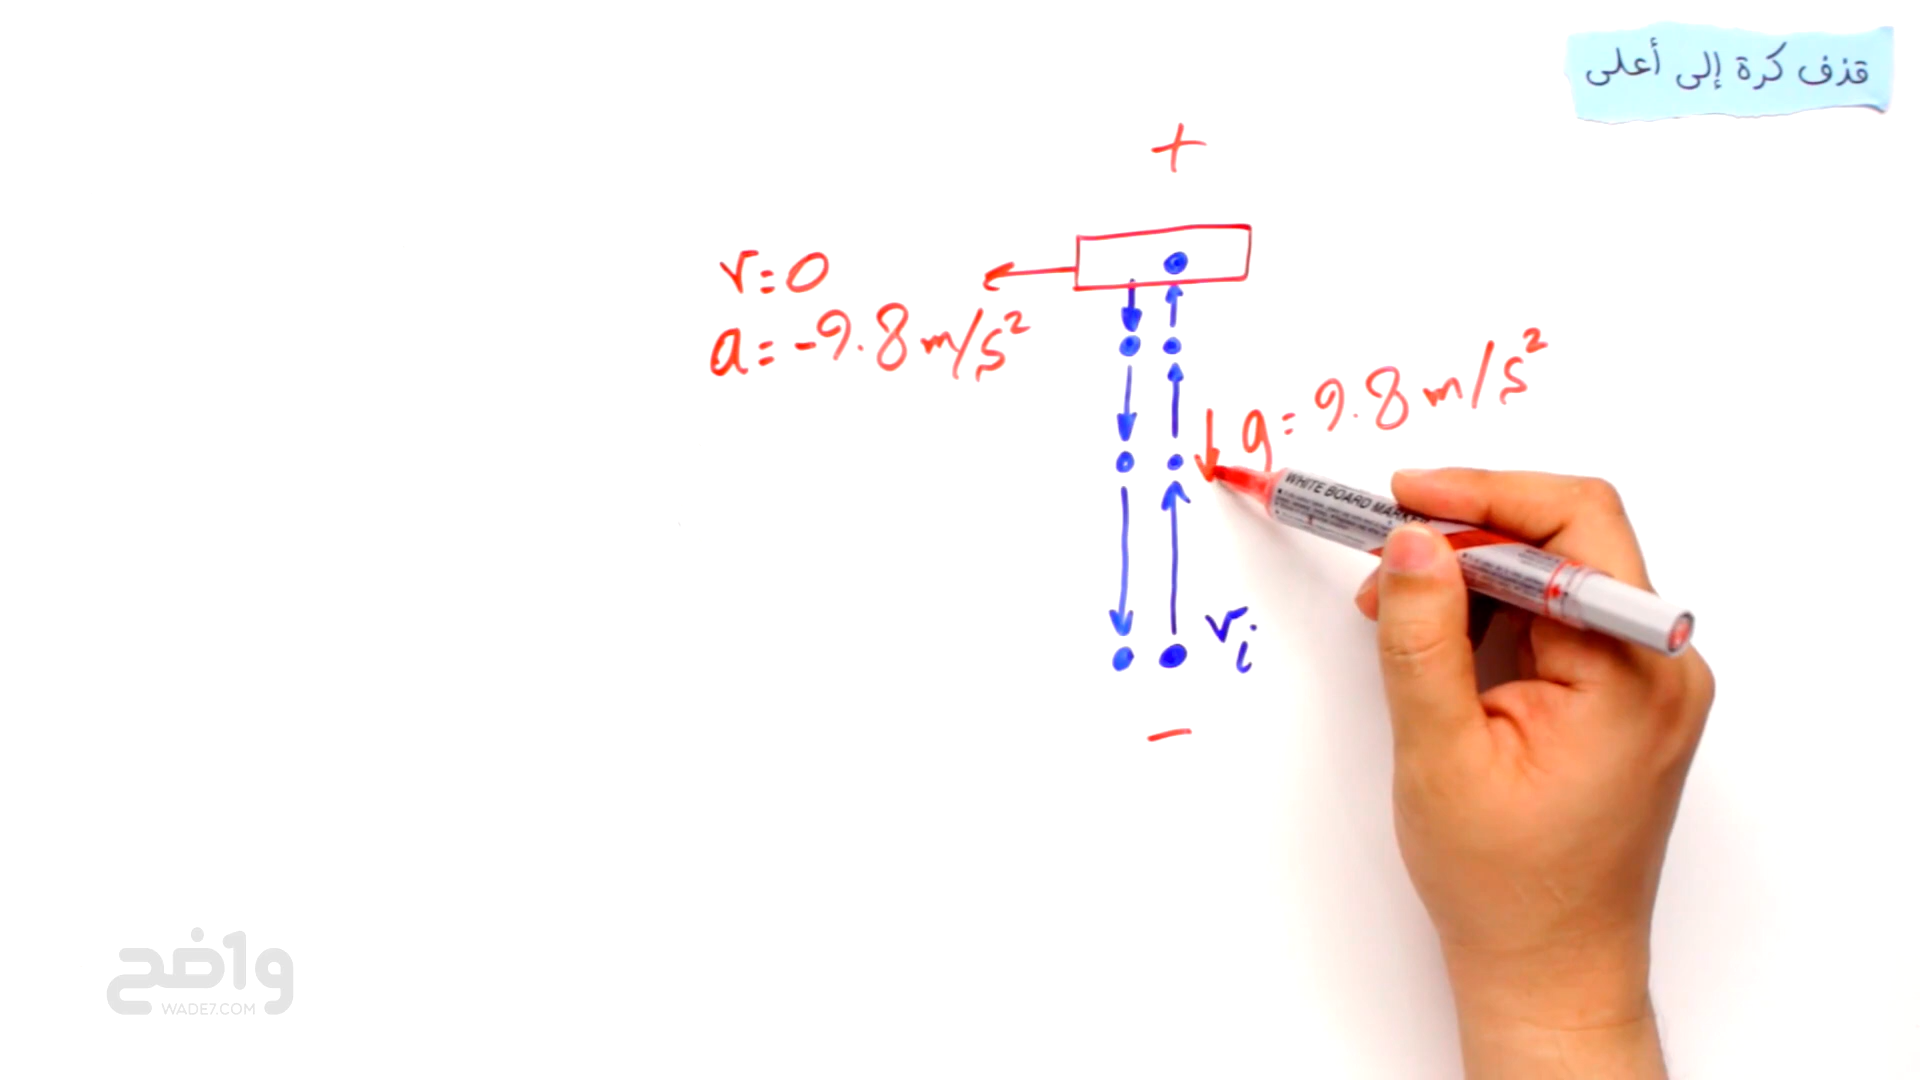 قذف كرة إلى أعلى
+
v = 0
a = -9.8 m/s²
g = 9.8 m/s²
WHITE BOARD MARKER
vᵢ
−
واضح
WADE7.COM